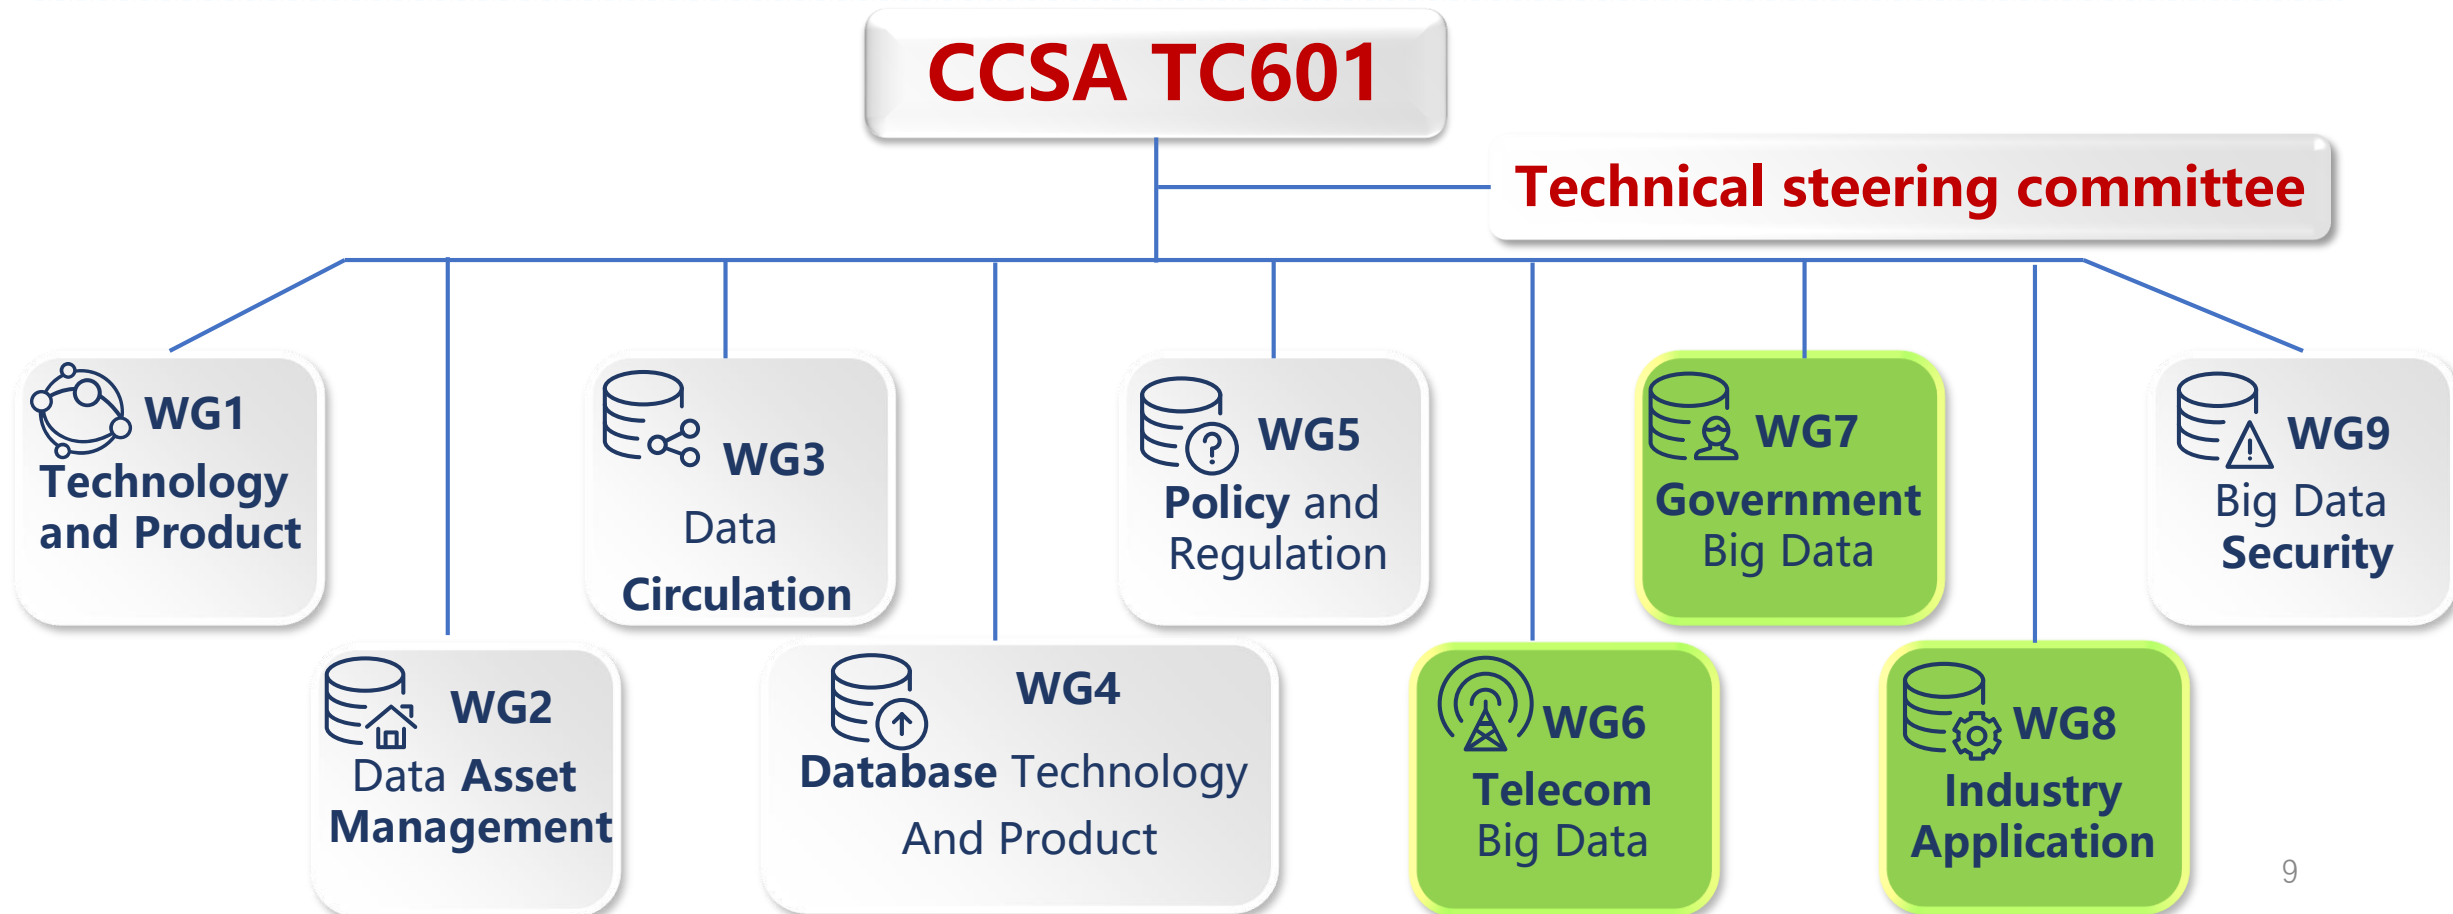 CCSA TC601
Technical steering committee
WG1
Technology
and Product
WG2
Data Asset
Management
WG3
Data
Circulation
WG4
Database Technology
And Product
WG5
Policy and
Regulation
WG6
Telecom
Big Data
WG7
Government
Big Data
WG8
Industry
Application
WG9
Big Data
Security
9